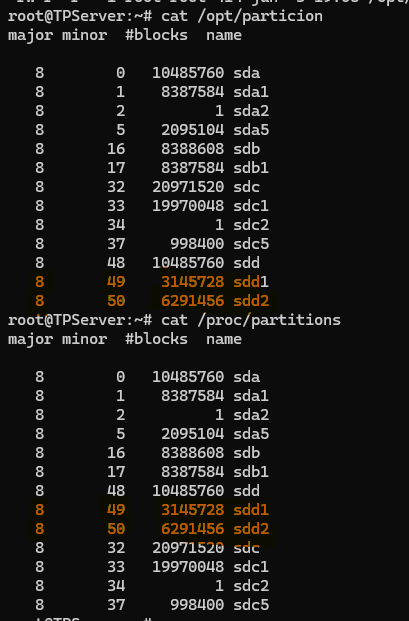 root@TPServer:~# cat /opt/particion
major minor  #blocks  name
8        0   10485760 sda
8        1    8387584 sda1
8        2          1 sda2
8        5    2095104 sda5
8       16    8388608 sdb
8       17    8387584 sdb1
8       32   20971520 sdc
8       33   19970048 sdc1
8       34          1 sdc2
8       37     998400 sdc5
8       48   10485760 sdd
8       49    3145728 sdd1
8       50    6291456 sdd2
root@TPServer:~# cat /proc/partitions
major minor  #blocks  name
8        0   10485760 sda
8        1    8387584 sda1
8        2          1 sda2
8        5    2095104 sda5
8       16    8388608 sdb
8       17    8387584 sdb1
8       48   10485760 sdd
8       49    3145728 sdd1
8       50    6291456 sdd2
8       32   20971520 sdc
8       33   19970048 sdc1
8       34          1 sdc2
8       37     998400 sdc5